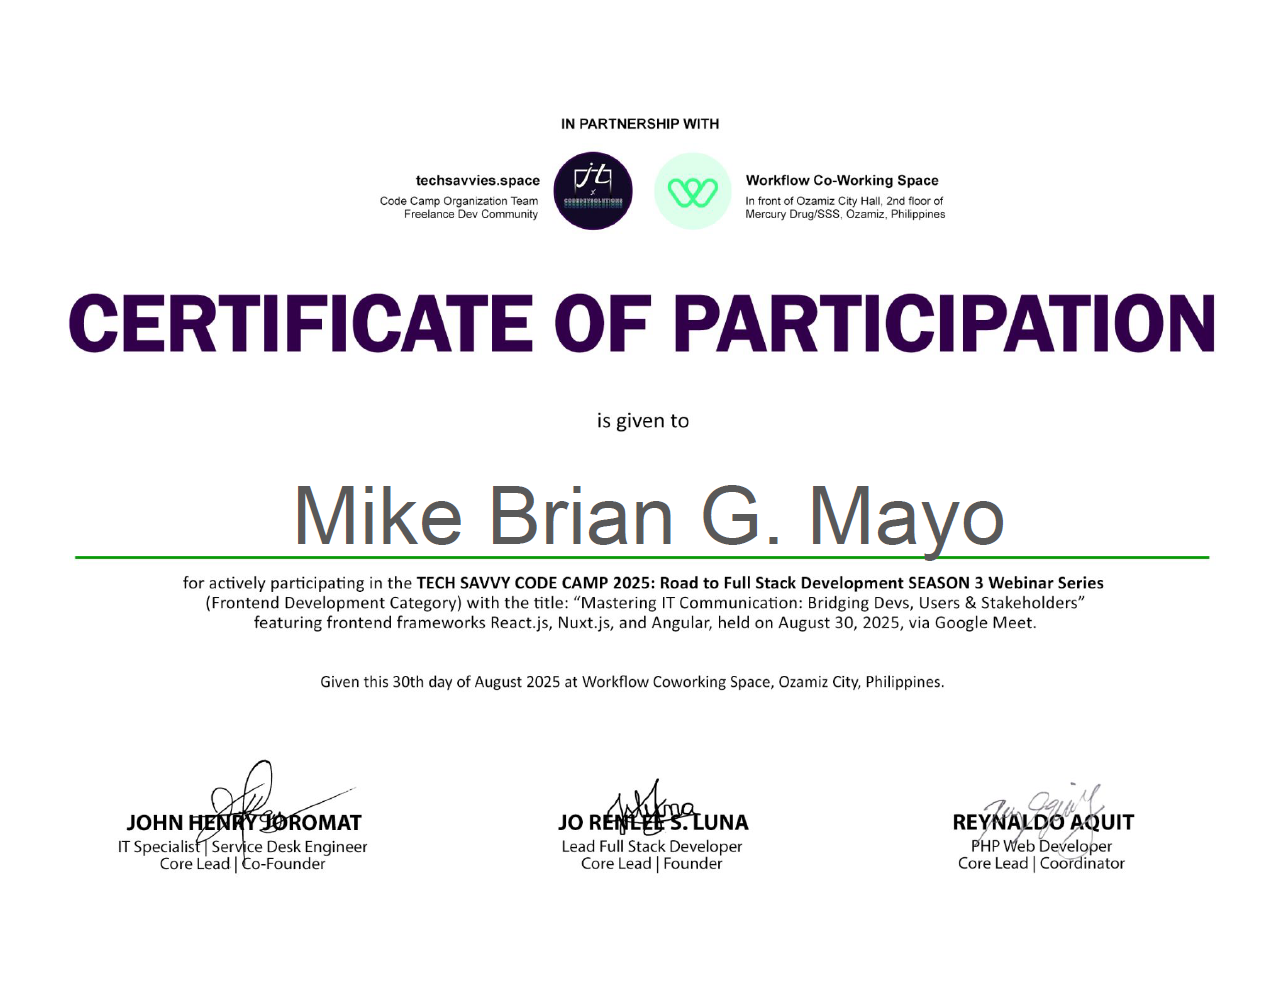 IN PARTNERSHIP WITH
techsavvies.space
Code Camp Organization Team
Freelance Dev Community
Workflow Co-Working Space
In front of Ozamiz City Hall, 2nd floor of
Mercury Drug/SSS, Ozamiz, Philippines
CERTIFICATE OF PARTICIPATION
is given to
Mike Brian G. Mayo
for actively participating in the TECH SAVVY CODE CAMP 2025: Road to Full Stack Development SEASON 3 Webinar Series
(Frontend Development Category) with the title: “Mastering IT Communication: Bridging Devs, Users & Stakeholders”
featuring frontend frameworks React.js, Nuxt.js, and Angular, held on August 30, 2025, via Google Meet.
Given this 30th day of August 2025 at Workflow Coworking Space, Ozamiz City, Philippines.
JOHN HENRY JOROMAT
IT Specialist | Service Desk Engineer
Core Lead | Co-Founder
JO RENLEE S. LUNA
Lead Full Stack Developer
Core Lead | Founder
REYNALDO AQUIT
PHP Web Developer
Core Lead | Coordinator